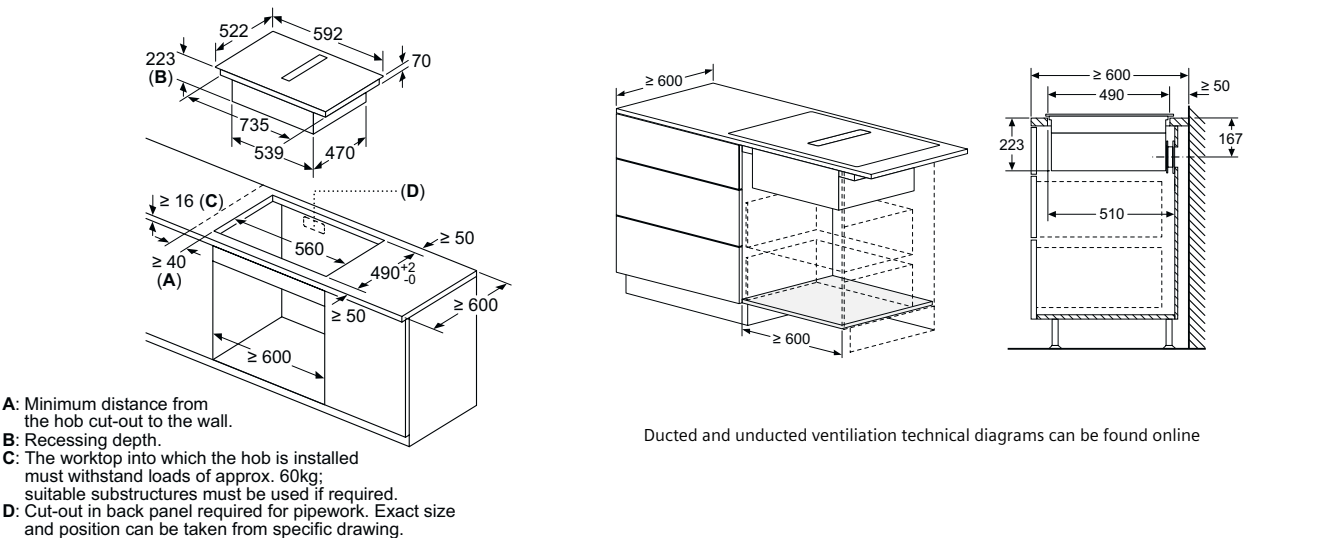 522
592
223
(B)
70
735
539
470
≥ 16 (C)
(D)
560
≥ 50
≥ 40
(A)
490+2-0
≥ 50
≥ 600
≥ 600
A: Minimum distance from
the hob cut-out to the wall.
B: Recessing depth.
C: The worktop into which the hob is installed
must withstand loads of approx. 60kg;
suitable substructures must be used if required.
D: Cut-out in back panel required for pipework. Exact size
and position can be taken from specific drawing.
≥ 600
≥ 600
≥ 600
≥ 50
490
223
167
510
Ducted and unducted ventiliation technical diagrams can be found online